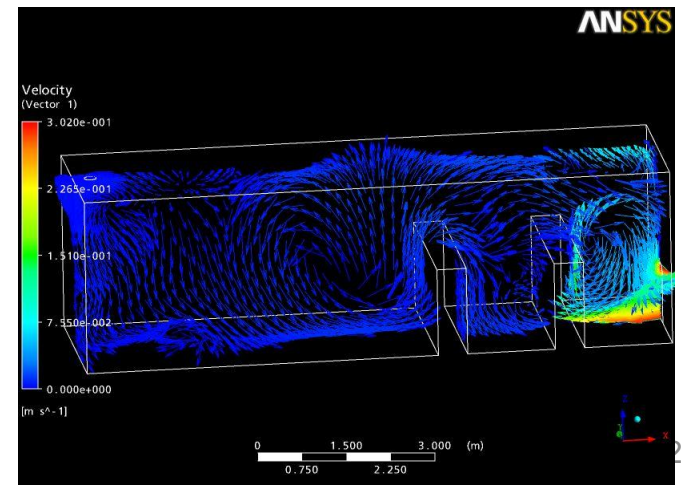 ANSYS
Velocity
(Vector 1)
3.020e-001
2.265e-001
1.510e-001
7.550e-002
0.000e+000
[m s^-1]
0 1.500 3.000 (m)
0.750 2.250
Z
Y
X
2